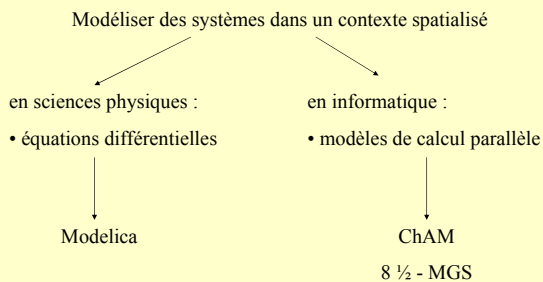 Modéliser des systèmes dans un contexte spatialisé
en sciences physiques :
• équations différentielles
Modelica
en informatique :
• modèles de calcul parallèle
ChAM
8 ½ - MGS